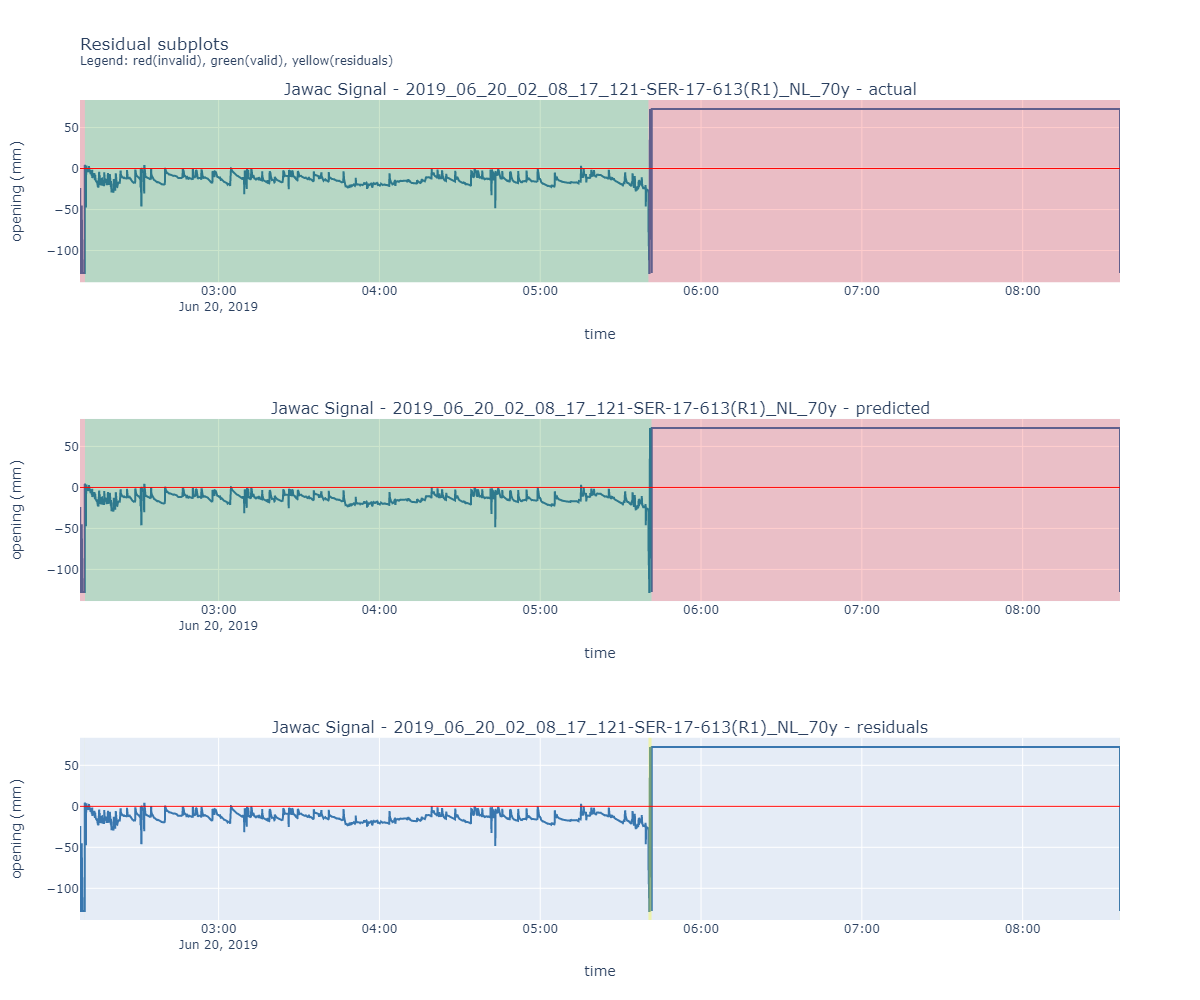 Residual subplots
Legend: red(invalid), green(valid), yellow(residuals)
Jawac Signal - 2019_06_20_02_08_17_121-SER-17-613(R1)_NL_70y - actual
opening (mm)
50
0
−50
−100
03:00
04:00
05:00
06:00
07:00
08:00
Jun 20, 2019
time
Jawac Signal - 2019_06_20_02_08_17_121-SER-17-613(R1)_NL_70y - predicted
opening (mm)
50
0
−50
−100
03:00
04:00
05:00
06:00
07:00
08:00
Jun 20, 2019
time
Jawac Signal - 2019_06_20_02_08_17_121-SER-17-613(R1)_NL_70y - residuals
opening (mm)
50
0
−50
−100
03:00
04:00
05:00
06:00
07:00
08:00
Jun 20, 2019
time